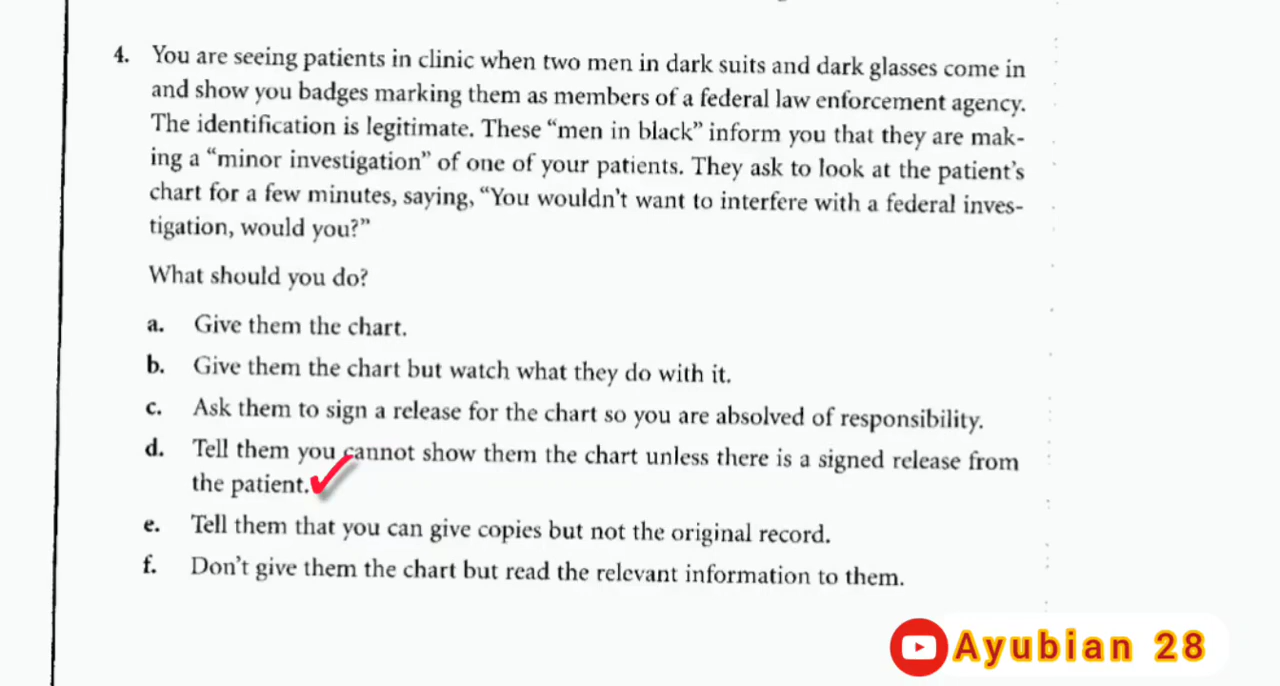 4. You are seeing patients in clinic when two men in dark suits and dark glasses come in
and show you badges marking them as members of a federal law enforcement agency.
The identification is legitimate. These “men in black” inform you that they are mak-
ing a “minor investigation” of one of your patients. They ask to look at the patient’s
chart for a few minutes, saying, “You wouldn’t want to interfere with a federal inves-
tigation, would you?”
What should you do?
a. Give them the chart.
b. Give them the chart but watch what they do with it.
c. Ask them to sign a release for the chart so you are absolved of responsibility.
d. Tell them you cannot show them the chart unless there is a signed release from
the patient.
e. Tell them that you can give copies but not the original record.
f. Don’t give them the chart but read the relevant information to them.
Ayubian 28